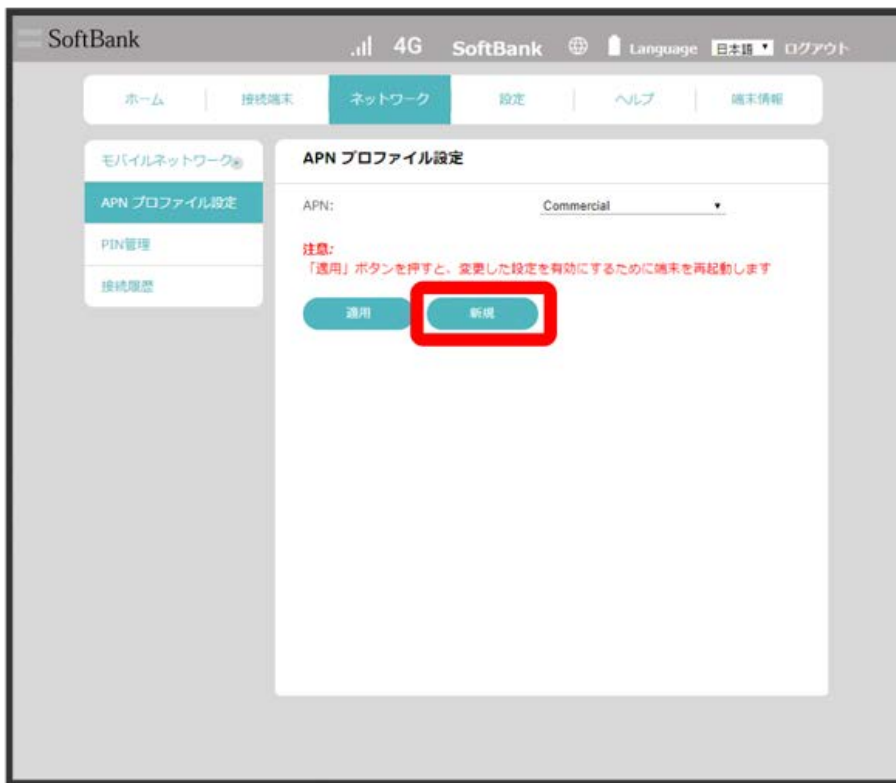 SoftBank
4G SoftBank Language 日本語 ログアウト
ホーム 接続端末 ネットワーク 設定 ヘルプ 端末情報
モバイルネットワーク
APN プロファイル設定
PIN管理
接続履歴
APN プロファイル設定
APN: Commercial
注意:
「適用」ボタンを押すと、変更した設定を有効にするために端末を再起動します
適用 新規